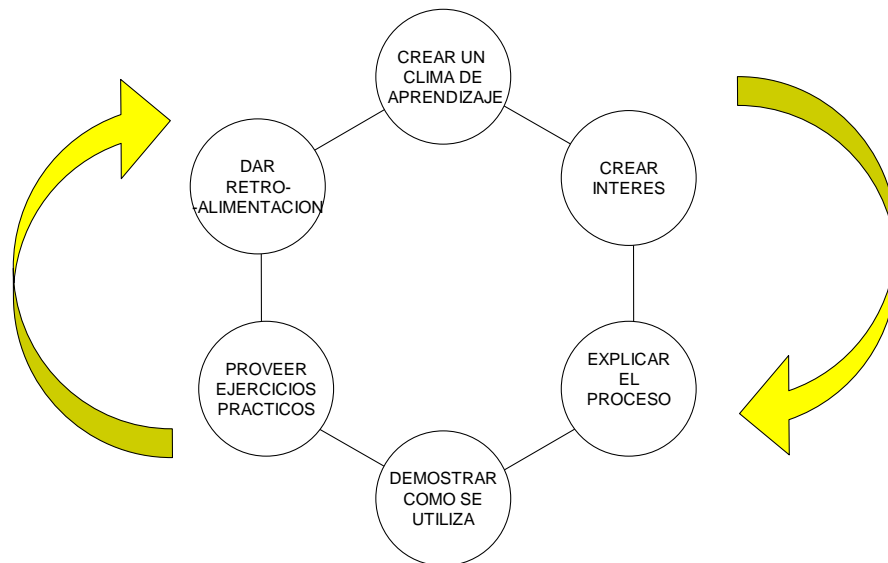 CREAR UN
CLIMA DE
APRENDIZAJE
CREAR
INTERES
EXPLICAR
EL
PROCESO
DEMOSTRAR
COMO SE
UTILIZA
PROVEER
EJERCICIOS
PRACTICOS
DAR
RETRO-
-ALIMENTACION